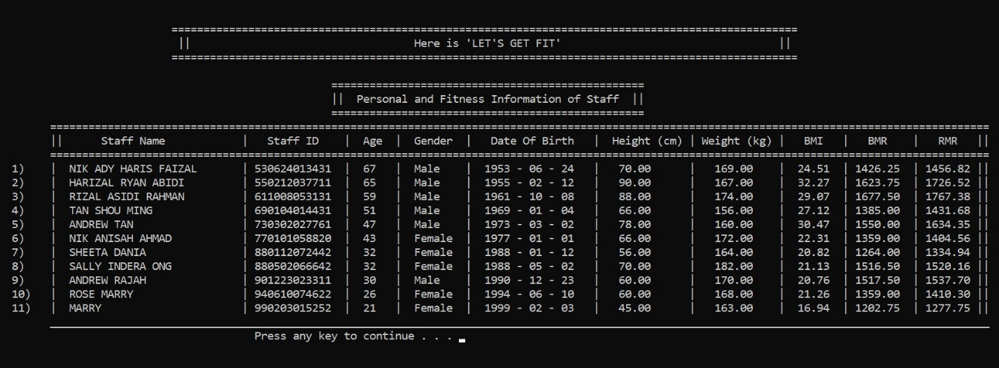 ==================================================================================================
|| Here is 'LET'S GET FIT' ||
==================================================================================================
=================================================
|| Personal and Fitness Information of Staff ||
=================================================
====================================================================================================================================================
|| Staff Name | Staff ID | Age | Gender | Date Of Birth | Height (cm) | Weight (kg) | BMI | BMR | RMR ||
====================================================================================================================================================
1) | NIK ADY HARIS FAIZAL | 530624013431 | 67 | Male | 1953 - 06 - 24 | 70.00 | 169.00 | 24.51 | 1426.25 | 1456.82 ||
2) | HARIZAL RYAN ABIDI | 550212037711 | 65 | Male | 1955 - 02 - 12 | 90.00 | 167.00 | 32.27 | 1623.75 | 1726.52 ||
3) | RIZAL ASIDI RAHMAN | 611008053131 | 59 | Male | 1961 - 10 - 08 | 88.00 | 174.00 | 29.07 | 1677.50 | 1767.38 ||
4) | TAN SHOU MING | 690104014431 | 51 | Male | 1969 - 01 - 04 | 66.00 | 156.00 | 27.12 | 1385.00 | 1431.68 ||
5) | ANDREW TAN | 730302027761 | 47 | Male | 1973 - 03 - 02 | 78.00 | 160.00 | 30.47 | 1550.00 | 1634.35 ||
6) | NIK ANISAH AHMAD | 770101058820 | 43 | Female | 1977 - 01 - 01 | 66.00 | 172.00 | 22.31 | 1359.00 | 1404.56 ||
7) | SHEETA DANIA | 880112072442 | 32 | Female | 1988 - 01 - 12 | 56.00 | 164.00 | 20.82 | 1264.00 | 1334.94 ||
8) | SALLY INDERA ONG | 880502066642 | 32 | Female | 1988 - 05 - 02 | 70.00 | 182.00 | 21.13 | 1516.50 | 1520.16 ||
9) | ANDREW RAJAH | 901223023311 | 30 | Male | 1990 - 12 - 23 | 60.00 | 170.00 | 20.76 | 1517.50 | 1537.70 ||
10) | ROSE MARRY | 940610074622 | 26 | Female | 1994 - 06 - 10 | 60.00 | 168.00 | 21.26 | 1359.00 | 1410.30 ||
11) | MARRY | 990203015252 | 21 | Female | 1999 - 02 - 03 | 45.00 | 163.00 | 16.94 | 1202.75 | 1277.75 ||
Press any key to continue . . .